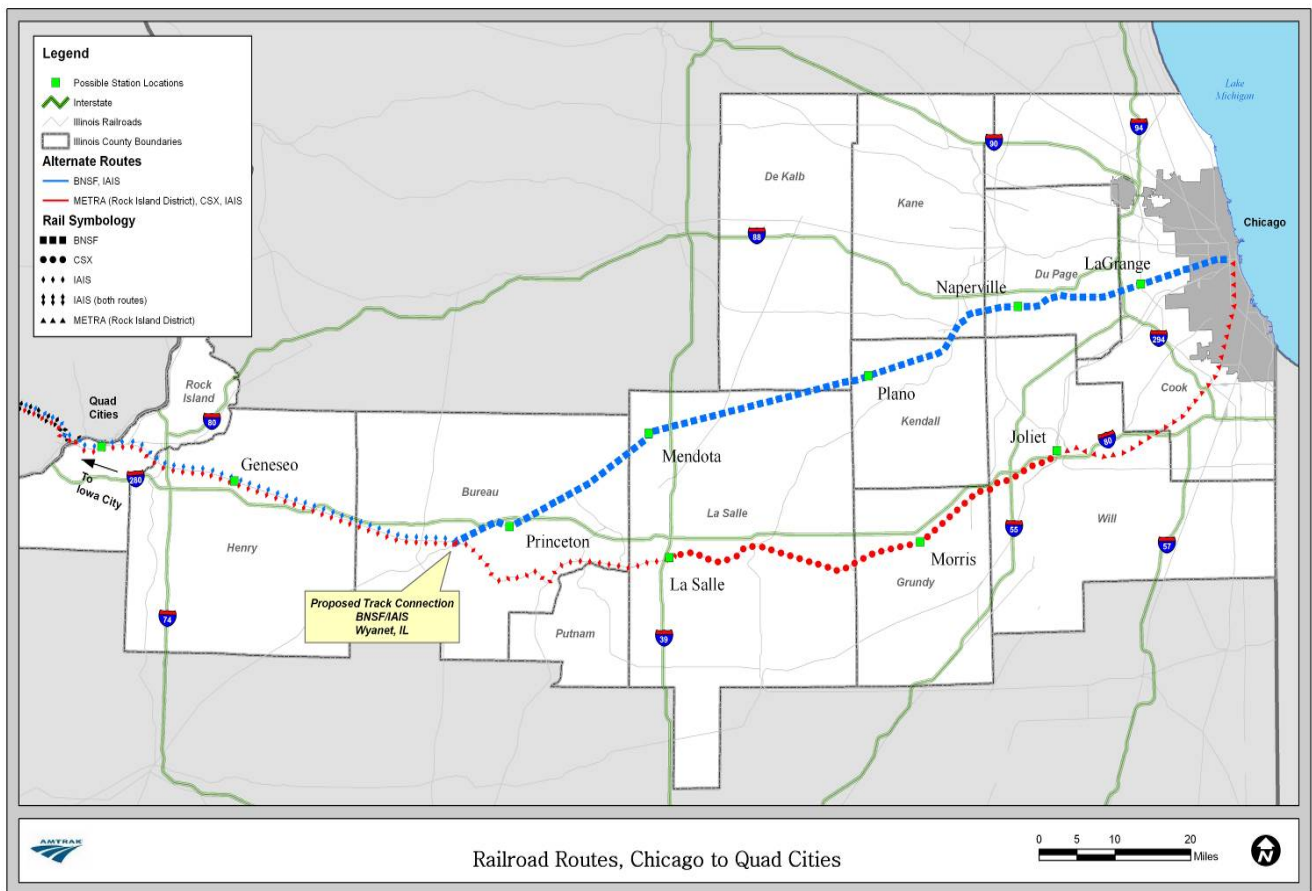 Legend
Possible Station Locations
Interstate
Illinois Railroads
Illinois County Boundaries
Alternate Routes
BNSF, IAIS
METRA (Rock Island District), CSX, IAIS
Rail Symbology
BNSF
CSX
IAIS
IAIS (both routes)
METRA (Rock Island District)
Lake
Michigan
94
90
De Kalb
Kane
88
Chicago
LaGrange
Du Page
Naperville
294
Cook
Rock
Island
Quad
Cities
80
Plano
Kendall
Joliet
80
Mendota
Geneseo
To
Iowa City
280
Bureau
La Salle
Princeton
Will
55
57
Morris
Henry
La Salle
Grundy
Proposed Track Connection
BNSF/IAIS
Wyanet, IL
74
Putnam
39
AMTRAK
Railroad Routes, Chicago to Quad Cities
0 5 10 20
Miles
N